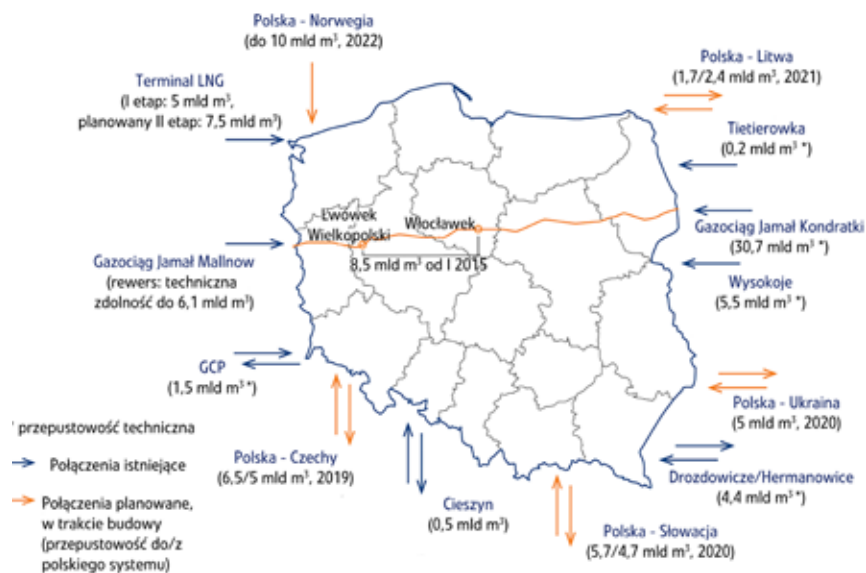 Polska - Norwegia
(do 10 mld m³, 2022)
Terminal LNG
(I etap: 5 mld m³,
planowany II etap: 7,5 m³)
Polska - Litwa
(1,7/2,4 mld m³, 2021)
Tietierowka
(0,2 mld m³ *)
Lwówek
Wielkopolski
Włocławek
8,5 mld m³ od I 2015
Gazociąg Jamał Kondratki
(30,7 mld m³ *)
Gazociąg Jamał Mallnow
(rewers: techniczna
zdolność do 6,1 mld m³)
Wysokoje
(5,5 mld m³ *)
GCP
(1,5 mld m³ *)
Polska - Ukraina
(5 mld m³, 2020)
Polska - Czechy
(6,5/5 mld m³, 2019)
Cieszyn
(0,5 mld m³)
Drozdowicze/Hermanowice
(4,4 mld m³ *)
Polska - Słowacja
(5,7/4,7 mld m³, 2020)
' przepustowość techniczna
Połączenia istniejące
Połączenia planowane,
w trakcie budowy
(przepustowość do/z
polskiego systemu)